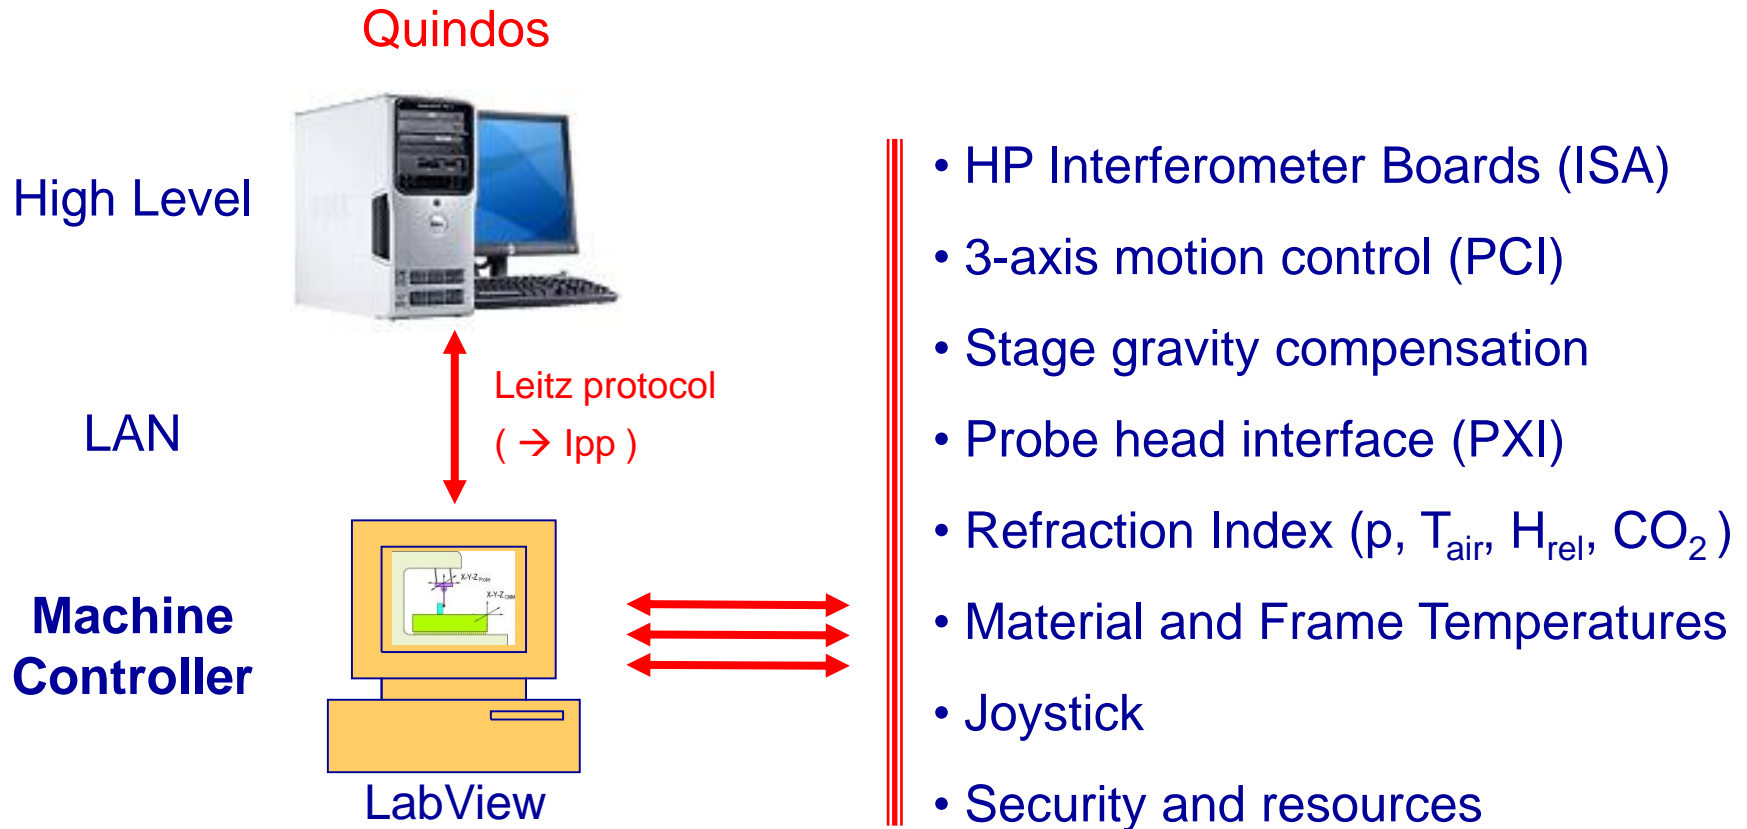 Quindos
High Level
Leitz protocol
( → Ipp )
LAN
Machine
Controller
X-Y-Z Probe
X-Y-Z CMM
LabView
• HP Interferometer Boards (ISA)
• 3-axis motion control (PCI)
• Stage gravity compensation
• Probe head interface (PXI)
• Refraction Index (p, Tair, Hrel, CO2 )
• Material and Frame Temperatures
• Joystick
• Security and resources